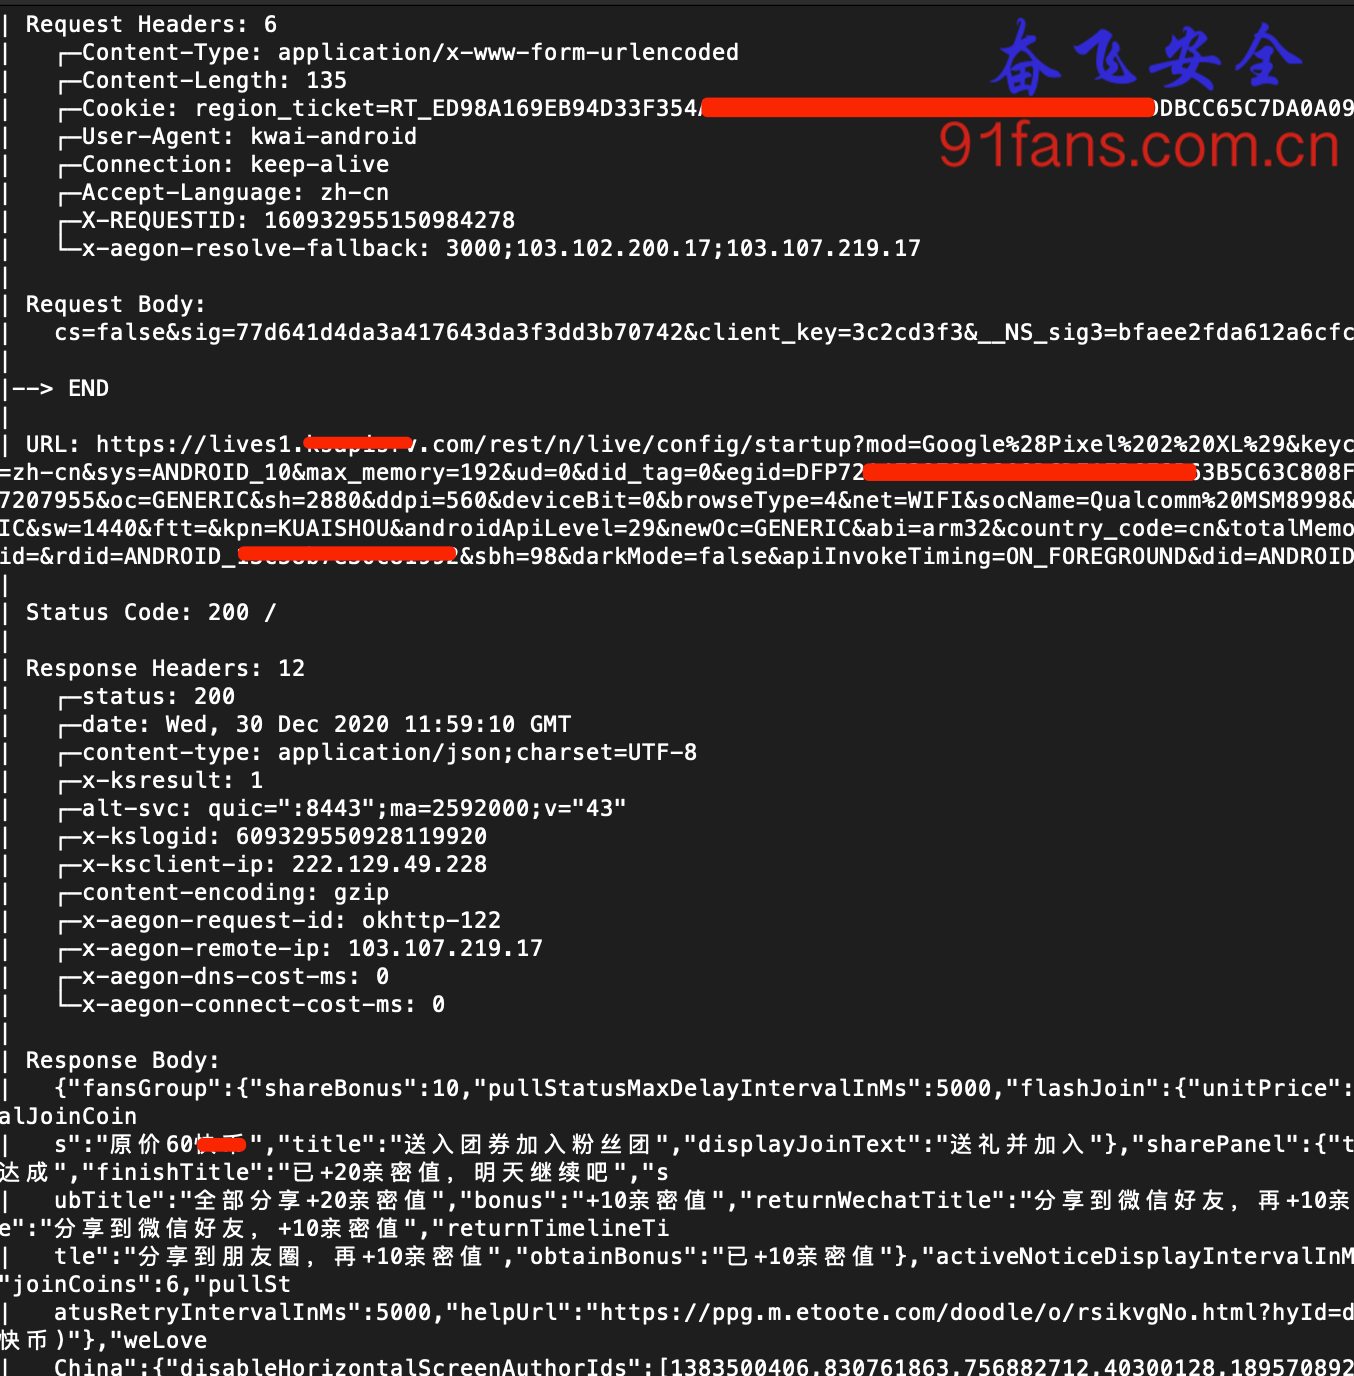 | Request Headers: 6
| ┌─Content-Type: application/x-www-form-urlencoded
| ┌─Content-Length: 135
| ┌─Cookie: region_ticket=RT_ED98A169EB94D33F354 DBCC65C7DA0A09
| ┌─User-Agent: kwai-android
| ┌─Connection: keep-alive
| ┌─Accept-Language: zh-cn
| ┌─X-REQUESTID: 160932955150984278
| └─x-aegon-resolve-fallback: 3000;103.102.200.17;103.107.219.17
|
| Request Body:
| cs=false&sig=77d641d4da3a417643da3f3dd3b70742&client_key=3c2cd3f3&__NS_sig3=bfaee2fda612a6cfc
|
|--> END
|
| URL: https://lives1. .com/rest/n/live/config/startup?mod=Google%28Pixel%202%20XL%29&keyc
=zh-cn&sys=ANDROID_10&max_memory=192&ud=0&did_tag=0&egid=DFP72 3B5C63C808F
7207955&oc=GENERIC&sh=2880&ddpi=560&deviceBit=0&browseType=4&net=WIFI&socName=Qualcomm%20MSM8998&
IC&sw=1440&ftt=&kpn=KUAISHOU&androidApiLevel=29&newOc=GENERIC&abi=arm32&country_code=cn&totalMemo
id=&rdid=ANDROID_ &sbh=98&darkMode=false&apiInvokeTiming=ON_FOREGROUND&did=ANDROID
|
| Status Code: 200 /
|
| Response Headers: 12
| ┌─status: 200
| ┌─date: Wed, 30 Dec 2020 11:59:10 GMT
| ┌─content-type: application/json;charset=UTF-8
| ┌─x-ksresult: 1
| ┌─alt-svc: quic=":8443";ma=2592000;v="43"
| ┌─x-kslogid: 609329550928119920
| ┌─x-ksclient-ip: 222.129.49.228
| ┌─content-encoding: gzip
| ┌─x-aegon-request-id: okhttp-122
| ┌─x-aegon-remote-ip: 103.107.219.17
| ┌─x-aegon-dns-cost-ms: 0
| └─x-aegon-connect-cost-ms: 0
|
| Response Body:
| {"fansGroup":{"shareBonus":10,"pullStatusMaxDelayIntervalInMs":5000,"flashJoin":{"unitPrice":
alJoinCoin
| s":"原价60 ","title":"送入团券加入粉丝团","displayJoinText":"送礼并加入"},"sharePanel":{"t
达成","finishTitle":"已+20亲密值，明天继续吧","s
| ubTitle":"全部分享+20亲密值","bonus":"+10亲密值","returnWechatTitle":"分享到微信好友，再+10亲
e":"分享到微信好友，+10亲密值","returnTimelineTi
| tle":"分享到朋友圈，再+10亲密值","obtainBonus":"已+10亲密值"},"activeNoticeDisplayIntervalInM
"joinCoins":6,"pullSt
| atusRetryIntervalInMs":5000,"helpUrl":"https://ppg.m.etoote.com/doodle/o/rsikvgNo.html?hyId=d
快币)"},"weLove
| China":{"disableHorizontalScreenAuthorIds":[1383500406,830761863,756882712,40300128,189570892
奋飞安全
91fans.com.cn